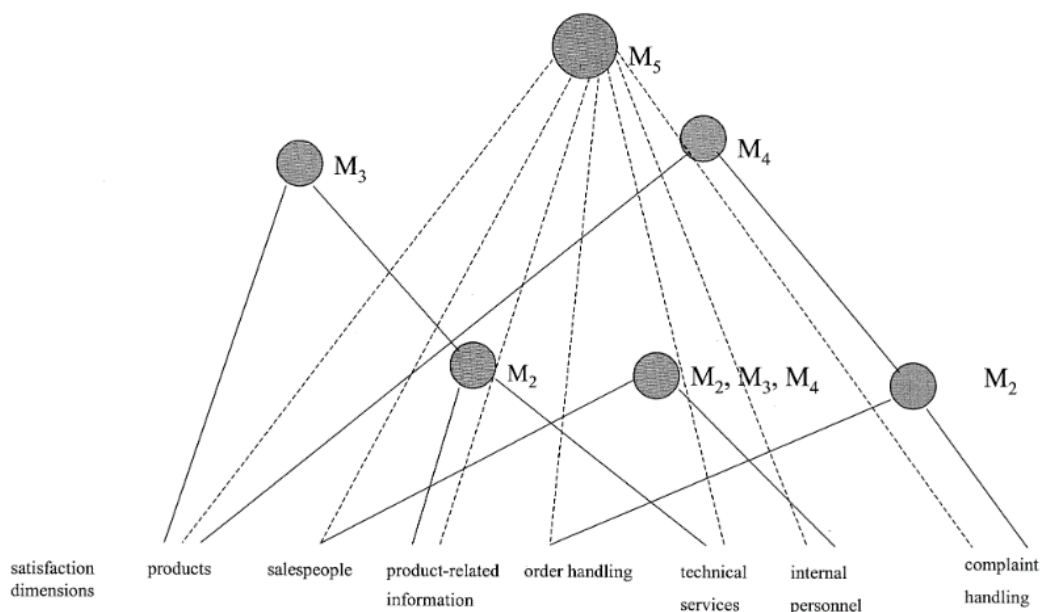 M5
M4
M3
M2
M2, M3, M4
M2
satisfaction dimensions
products
salespeople
product-related information
order handling
technical services
internal personnel
complaint handling